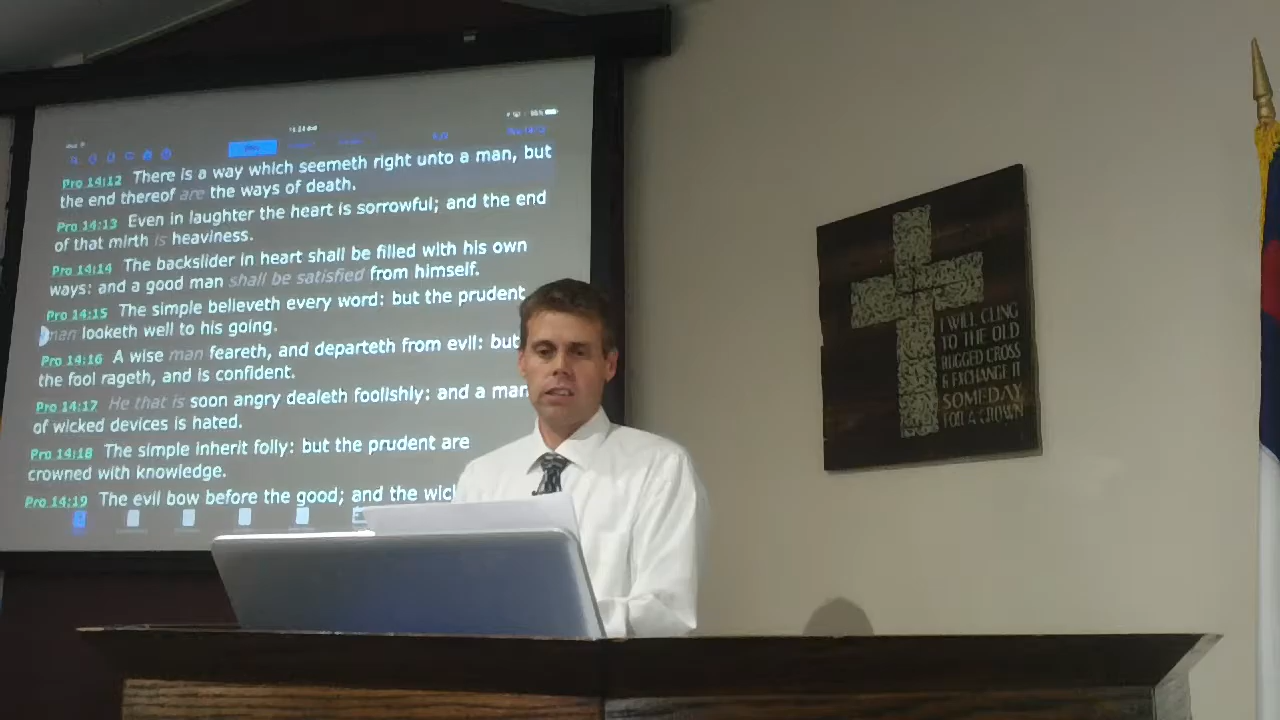 Pro 14:12 There is a way which seemeth right unto a man, but
the end thereof are the ways of death.
Pro 14:13 Even in laughter the heart is sorrowful; and the end
of that mirth is heaviness.
Pro 14:14 The backslider in heart shall be filled with his own
ways: and a good man shall be satisfied from himself.
Pro 14:15 The simple believeth every word: but the prudent
man looketh well to his going.
Pro 14:16 A wise man feareth, and departeth from evil: but
the fool rageth, and is confident.
Pro 14:17 He that is soon angry dealeth foolishly: and a man
of wicked devices is hated.
Pro 14:18 The simple inherit folly: but the prudent are
crowned with knowledge.
Pro 14:19 The evil bow before the good; and the wic
I WILL CLING
TO THE OLD
RUGGED CROSS
& EXCHANGE IT
SOME DAY
FOR A CROWN